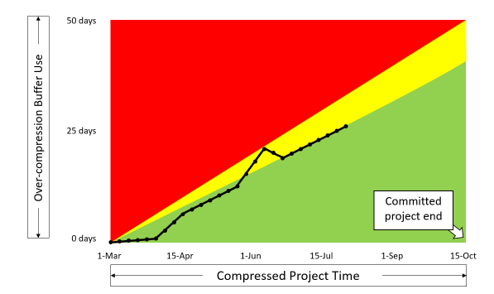 50 days
25 days
0 days
Over-compression Buffer Use
Committed
project end
1-Mar
15-Apr
1-Jun
15-Jul
1-Sep
15-Oct
Compressed Project Time